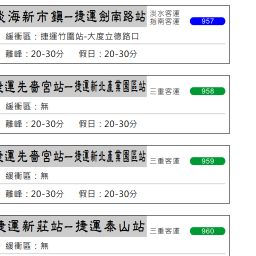 淡海新市鎮－捷運劍南路站 淡水客運 指南客運 957
緩衝區：捷運竹圍站-大度立德路口
離峰：20-30分 假日：20-30分
捷運先嗇宮站－捷運新北產業園區站 三重客運 958
緩衝區：無
離峰：20-30分 假日：20-30分
捷運先嗇宮站－捷運新北產業園區站 三重客運 959
緩衝區：無
離峰：20-30分 假日：20-30分
捷運新莊站－捷運泰山站 三重客運 960
緩衝區：無